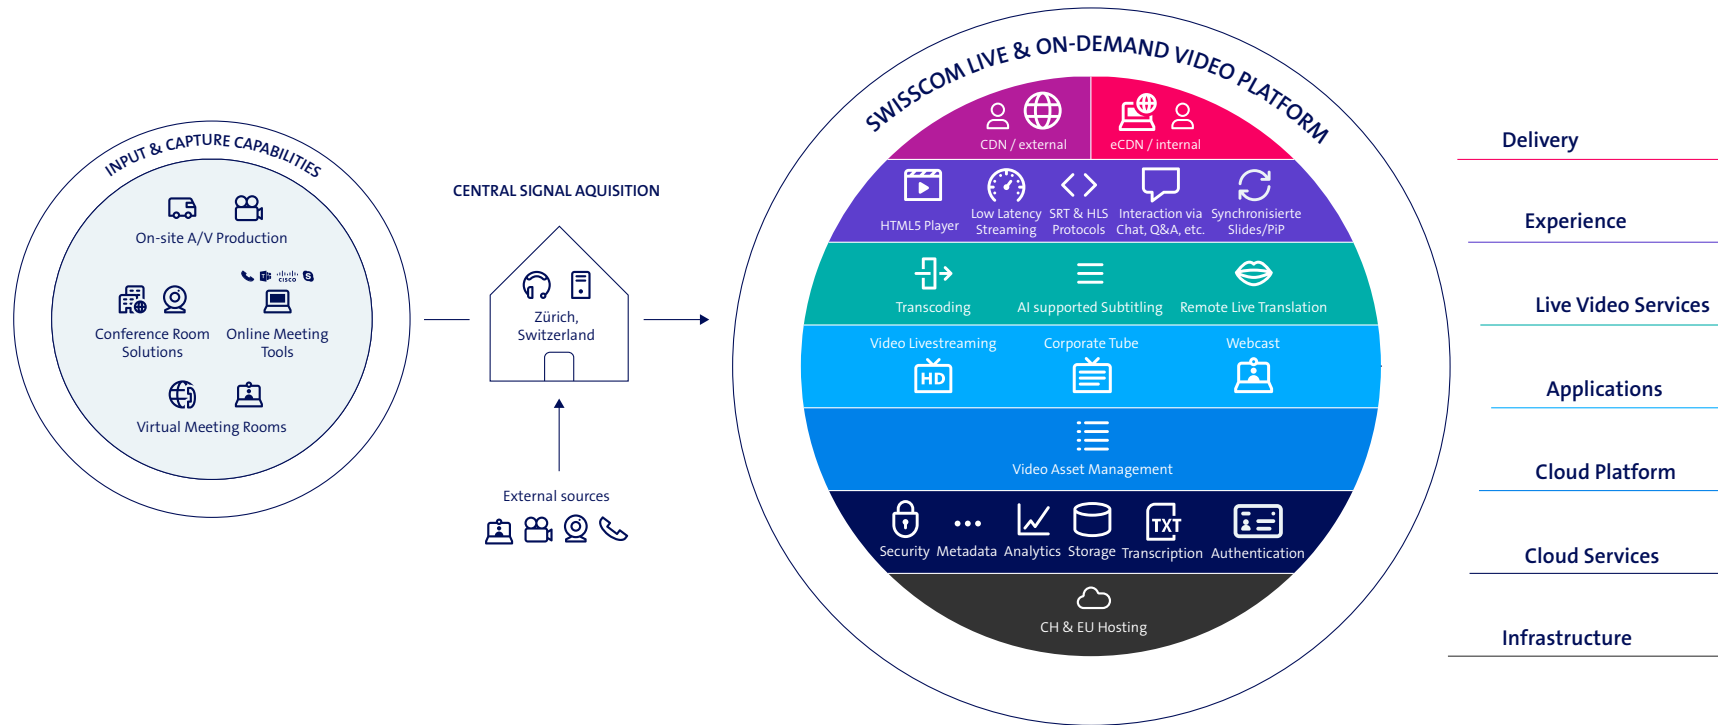 INPUT & CAPTURE CAPABILITIES
On-site A/V Production
CISCO
Conference Room
Solutions
Online Meeting
Tools
Virtual Meeting Rooms
CENTRAL SIGNAL AQUISITION
Zürich,
Switzerland
External sources
SWISSCOM LIVE & ON-DEMAND VIDEO PLATFORM
CDN / external
eCDN / internal
HTML5 Player
Low Latency
Streaming
SRT & HLS
Protocols
Interaction via
Chat, Q&A, etc.
Synchronisierte
Slides/PiP
Transcoding
AI supported Subtitling
Remote Live Translation
Video Livestreaming
HD
Corporate Tube
Webcast
Video Asset Management
Security
Metadata
Analytics
Storage
TXT
Transcription
Authentication
CH & EU Hosting
Delivery
Experience
Live Video Services
Applications
Cloud Platform
Cloud Services
Infrastructure